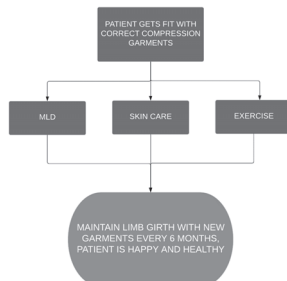 PATIENT GETS FIT WITH
CORRECT COMPRESSION
GARMENTS
MLD
SKIN CARE
EXERCISE
MAINTAIN LIMB GIRTH WITH NEW
GARMENTS EVERY 6 MONTHS,
PATIENT IS HAPPY AND HEALTHY